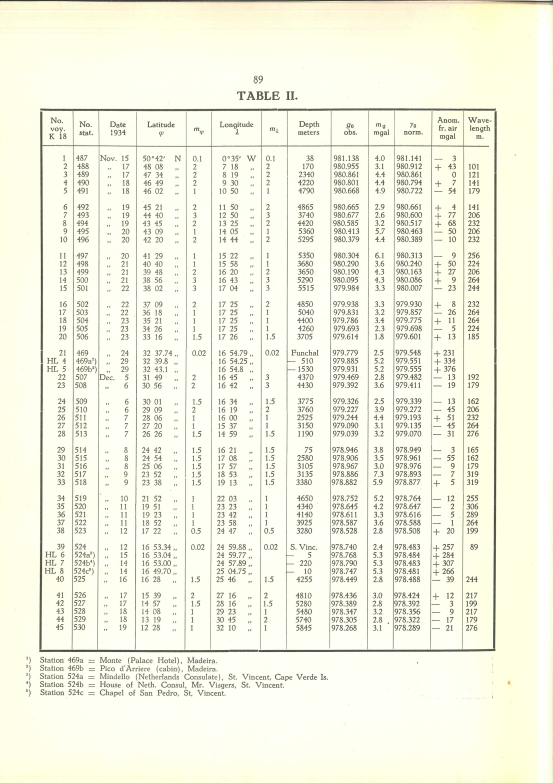 89
TABLE II.
No. voy. K 18 | No. stat. | Date 1934 | Latitude φ | mφ | Longitude λ | mλ | Depth meters | g₀ obs. | mg mgal | γ₀ norm. | Anom. fr. air mgal | Wave-length m.
1 487 Nov. 15 50°42' N 0.1 0°35' W 0.1 38 981.138 4.0 981.141 — 3
2 488 „ 17 48 08 „ 2 7 18 „ 2 170 980.955 3.1 980.912 + 43 101
3 489 „ 17 47 34 „ 2 8 19 „ 2 2340 980.861 4.4 980.861 0 121
4 490 „ 18 46 49 „ 2 9 30 „ 2 4220 980.801 4.4 980.794 + 7 141
5 491 „ 18 46 02 „ 1 10 50 „ 1 4790 980.668 4.9 980.722 — 54 179
6 492 „ 19 45 21 „ 2 11 50 „ 2 4865 980.665 2.9 980.661 + 4 141
7 493 „ 19 44 40 „ 3 12 50 „ 3 3740 980.677 2.6 980.600 + 77 206
8 494 „ 19 43 45 „ 2 13 25 „ 2 4420 980.585 3.2 980.517 + 68 232
9 495 „ 20 43 09 „ 1 14 05 „ 1 5360 980.413 5.7 980.463 — 50 206
10 496 „ 20 42 20 „ 2 14 44 „ 2 5295 980.379 4.4 980.389 — 10 232
11 497 „ 20 41 29 „ 1 15 22 „ 1 5350 980.304 6.1 980.313 — 9 256
12 498 „ 21 40 40 „ 1 15 58 „ 1 3680 980.290 3.6 980.240 + 50 224
13 499 „ 21 39 48 „ 2 16 20 „ 2 3650 980.190 4.3 980.163 + 27 206
14 500 „ 21 38 56 „ 3 16 43 „ 3 5290 980.095 4.3 980.086 + 9 264
15 501 „ 22 38 02 „ 3 17 04 „ 3 5515 979.984 3.3 980.007 — 23 244
16 502 „ 22 37 09 „ 2 17 25 „ 2 4850 979.938 3.3 979.930 + 8 232
17 503 „ 22 36 18 „ 1 17 25 „ 1 5040 979.831 3.2 979.857 — 26 264
18 504 „ 23 35 21 „ 1 17 25 „ 1 4400 979.786 3.4 979.775 + 11 264
19 505 „ 23 34 26 „ 1 17 25 „ 1 4260 979.693 2.3 979.698 — 5 224
20 506 „ 23 33 16 „ 1.5 17 26 „ 1.5 3705 979.614 1.8 979.601 + 13 185
21 469 „ 24 32 37.74 „ 0.02 16 54.79 „ 0.02 Funchal 979.779 2.5 979.548 + 231
HL 4 469a¹) „ 29 32 39.8 „ 16 54.25 „ — 510 979.885 5.2 979.551 + 334
HL 5 469b²) „ 29 32 43.1 „ 16 54.8 „ — 1530 979.931 5.2 979.555 + 376
22 507 Dec. 5 31 49 „ 2 16 45 „ 3 4370 979.469 2.8 979.482 — 13 192
23 508 „ 6 30 56 „ 2 16 42 „ 3 4430 979.392 3.6 979.411 — 19 179
24 509 „ 6 30 01 „ 1.5 16 34 „ 1.5 3775 979.326 2.5 979.339 — 13 162
25 510 „ 6 29 09 „ 2 16 19 „ 2 3760 979.227 3.9 979.272 — 45 206
26 511 „ 7 28 06 „ 1 16 00 „ 1 2525 979.244 4.4 979.193 + 51 232
27 512 „ 7 27 20 „ 1 15 37 „ 1 3150 979.090 3.1 979.135 — 45 264
28 513 „ 7 26 26 „ 1.5 14 59 „ 1.5 1190 979.039 3.2 979.070 — 31 276
29 514 „ 8 24 42 „ 1.5 16 21 „ 1.5 75 978.946 3.8 978.949 — 3 165
30 515 „ 8 24 54 „ 1.5 17 08 „ 1.5 2580 978.906 3.5 978.961 — 55 162
31 516 „ 8 25 06 „ 1.5 17 57 „ 1.5 3105 978.967 3.0 978.976 — 9 179
32 517 „ 9 23 52 „ 1.5 18 53 „ 1.5 3135 978.886 7.3 978.893 — 7 319
33 518 „ 9 23 38 „ 1.5 19 13 „ 1.5 3380 978.882 5.9 978.877 + 5 319
34 519 „ 10 21 52 „ 1 22 03 „ 1 4650 978.752 5.2 978.764 — 12 255
35 520 „ 11 19 51 „ 1 23 23 „ 1 4340 978.645 4.2 978.647 — 2 306
36 521 „ 11 19 23 „ 1 23 42 „ 1 4140 978.611 3.3 978.616 — 5 289
37 522 „ 11 18 52 „ 1 23 58 „ 1 3925 978.587 3.6 978.588 — 1 264
38 523 „ 12 17 22 „ 0.5 24 47 „ 0.5 3280 978.528 2.8 978.508 + 20 199
39 524 „ 12 16 53.34 „ 0.02 24 59.88 „ 0.02 S. Vinc. 978.740 2.4 978.483 + 257 89
HL 6 524a³) „ 15 16 53.04 „ 24 59.77 „ — 5 978.768 5.3 978.484 + 284
HL 7 524b⁴) „ 14 16 53.00 „ 24 57.89 „ — 220 978.790 5.3 978.483 + 307
HL 8 524c⁵) „ 14 16 49.70 „ 25 04.75 „ — 10 978.747 5.3 978.481 + 266
40 525 „ 16 16 28 „ 1.5 25 46 „ 1.5 4255 978.449 2.8 978.488 — 39 244
41 526 „ 17 15 39 „ 2 27 16 „ 2 4810 978.436 3.0 978.424 + 12 217
42 527 „ 17 14 57 „ 1.5 28 16 „ 1.5 5280 978.389 2.8 978.392 — 3 199
43 528 „ 18 14 08 „ 1 29 23 „ 1 5480 978.347 3.2 978.356 — 9 217
44 529 „ 18 13 19 „ 1 30 45 „ 2 5740 978.305 2.8 978.322 — 17 179
45 530 „ 19 12 28 „ 1 32 10 „ 1 5845 978.268 3.1 978.289 — 21 276
¹) Station 469a = Monte (Palace Hotel), Madeira.
²) Station 469b = Pico d'Arriere (cabin), Madeira.
³) Station 524a = Mindello (Netherlands Consulate), St. Vincent, Cape Verde Is.
⁴) Station 524b = House of Neth. Consul, Mr. Visgers, St. Vincent.
⁵) Station 524c = Chapel of San Pedro, St. Vincent.